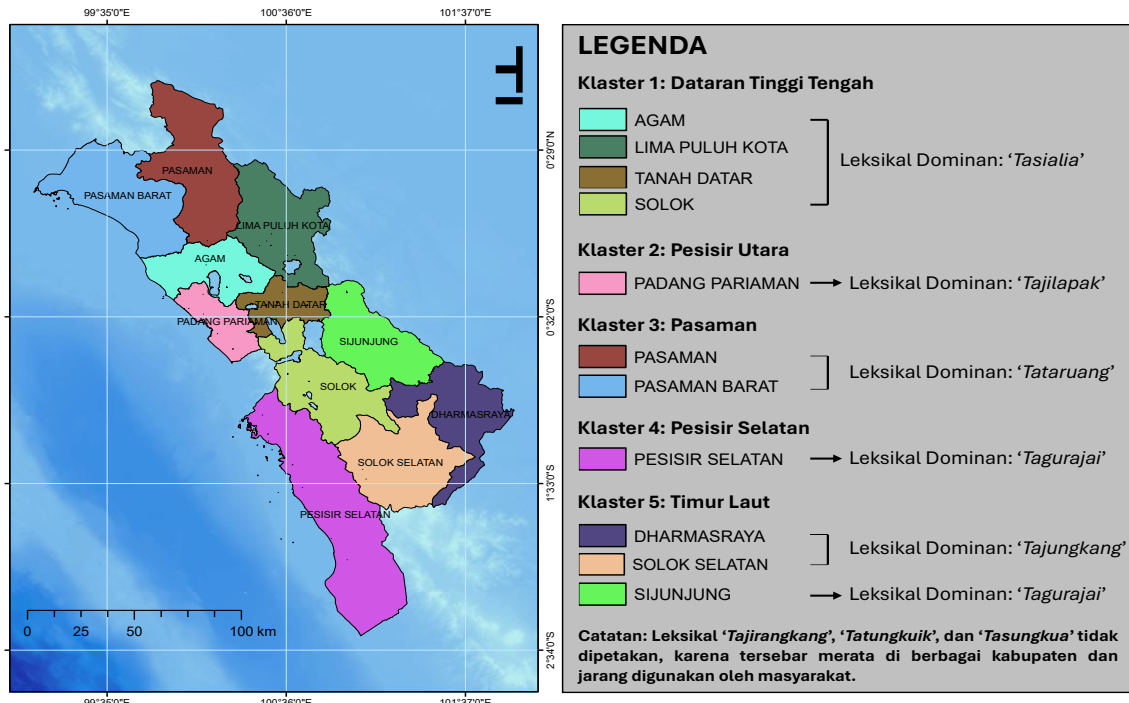 99°35'0"E 100°36'0"E 101°37'0"E
0°29'0"N
0°32'0"S
1°33'0"S
2°34'0"S
PASAMAN
PASAMAN BARAT
LIMA PULUH KOTA
AGAM
TANAH DATAR
PADANG PARIAMAN
SIJUNJUNG
SOLOK
DHARMASRAYA
SOLOK SELATAN
PESISIR SELATAN
0 25 50 100 km
99°35'0"E 100°36'0"E 101°37'0"E
LEGENDA
Klaster 1: Dataran Tinggi Tengah
AGAM
LIMA PULUH KOTA
TANAH DATAR
SOLOK
Leksikal Dominan: ‘Tasialia’
Klaster 2: Pesisir Utara
PADANG PARIAMAN Leksikal Dominan: ‘Tajilapak’
Klaster 3: Pasaman
PASAMAN
PASAMAN BARAT
Leksikal Dominan: ‘Tataruang’
Klaster 4: Pesisir Selatan
PESISIR SELATAN Leksikal Dominan: ‘Tagurajai’
Klaster 5: Timur Laut
DHARMASRAYA
SOLOK SELATAN
Leksikal Dominan: ‘Tajungkang’
SIJUNJUNG Leksikal Dominan: ‘Tagurajai’
Catatan: Leksikal ‘Tajirangkang’, ‘Tatungkuik’, dan ‘Tasungkua’ tidak
dipetakan, karena tersebar merata di berbagai kabupaten dan
jarang digunakan oleh masyarakat.